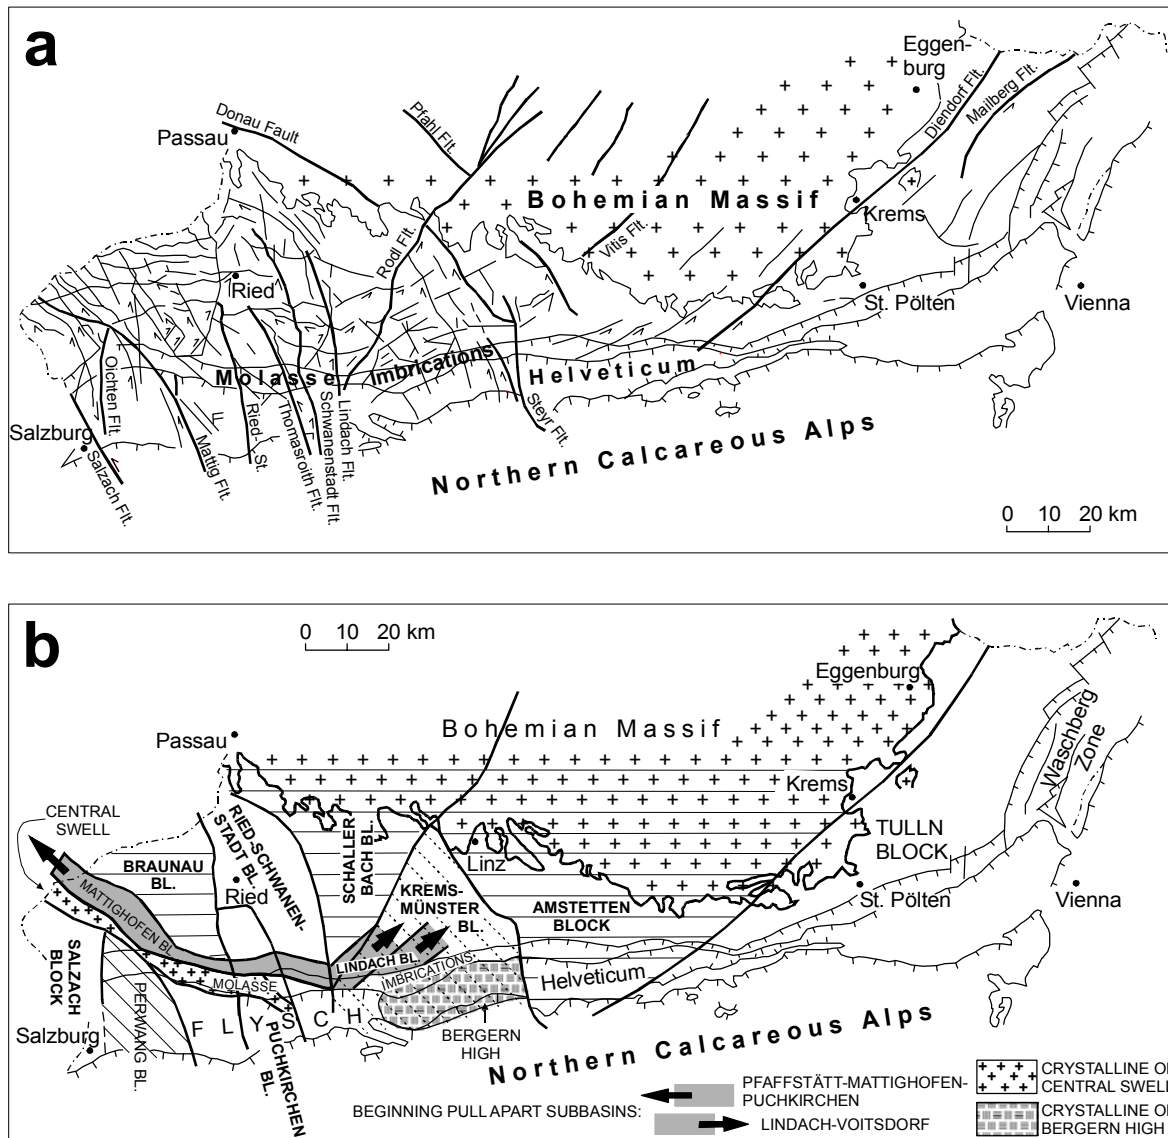 a
Eggen-
burg
Diendorf Flt.
Mailberg Flt.
Pfahl Flt.
Donau Fault
Passau
Bohemian Massif
Krems
Vitis Flt.
Rodl Flt.
Ried
St. Pölten
Vienna
Imbrications
Molasse
Helveticum
Oichten Flt.
Salzburg
Salzach Flt.
Mattig Flt.
Ried-St.
Thomasroith Flt.
Schwanenstadt Flt.
Lindach Flt.
Steyr Flt.
Northern Calcareous Alps
0 10 20 km
b
0 10 20 km
Eggenburg
Bohemian Massif
Passau
Waschberg
Zone
Krems
CENTRAL
SWELL
RIED-SCHWANEN-
STADT BL.
SCHALLER
BACH BL.
TULLN
BLOCK
Linz
BRAUNAU
BL.
Ried
KREMS-
MÜNSTER
BL.
AMSTETTEN
BLOCK
St. Pölten
Vienna
MATTIGHOFEN BL.
LINDACH BL.
IMBRICATIONS
Helveticum
MOLASSE
SALZACH
BLOCK
PERWANG BL.
FLYSCH
PUCHKIRCHEN
BL.
Salzburg
BERGERN
HIGH
Northern Calcareous Alps
BEGINNING PULL APART SUBBASINS:
PFAFFSTÄTT-MATTIGHOFEN-
PUCHKIRCHEN
LINDACH-VOITSDORF
CRYSTALLINE O
CENTRAL SWELL
CRYSTALLINE O
BERGERN HIGH